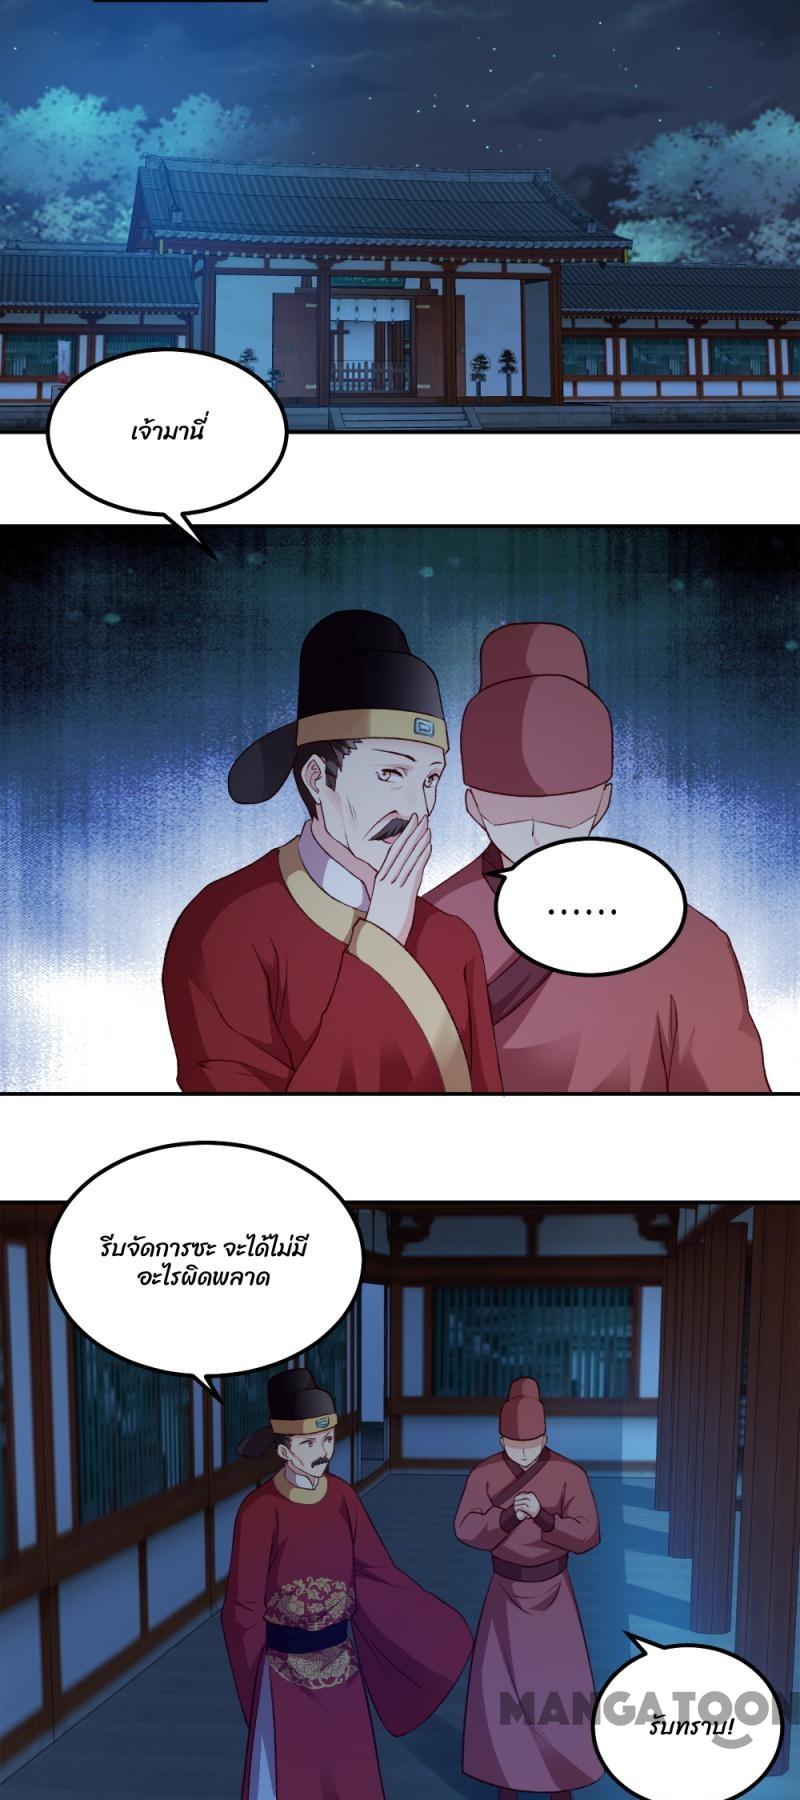 เจ้ามานี่
......
รีบจัดการซะ จะได้ไม่มี
อะไรผิดพลาด
MANGATOON
รับทราบ!